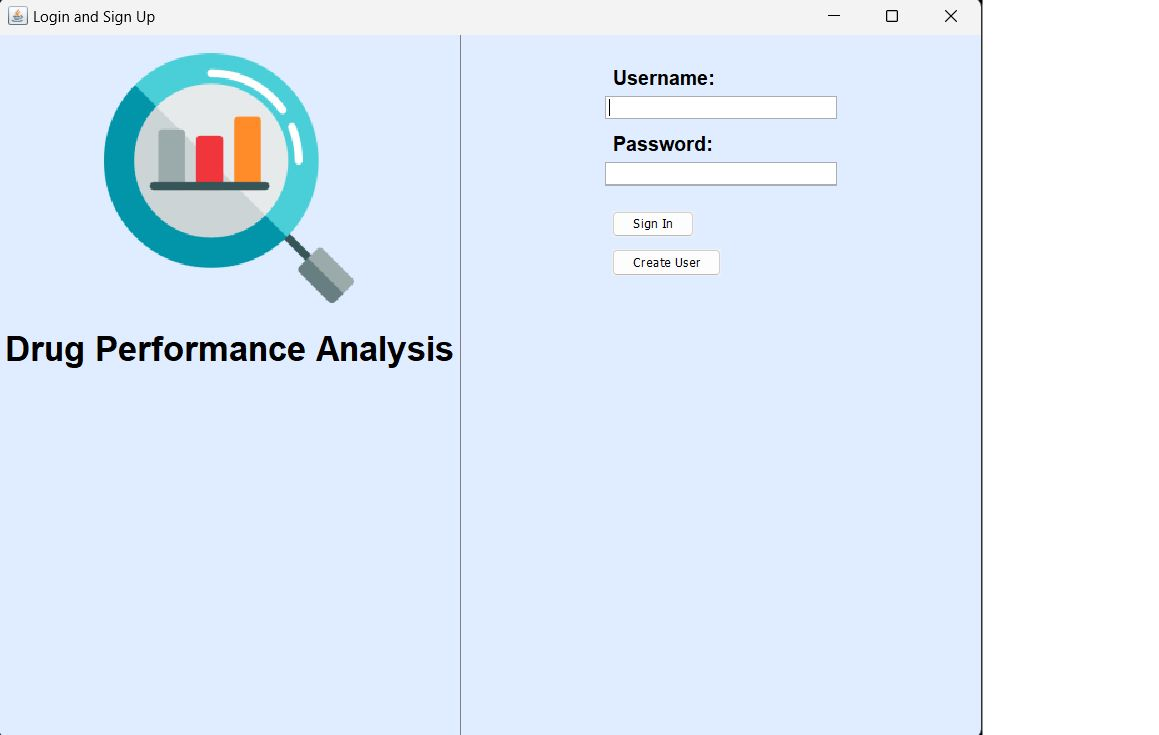 Login and Sign Up
Drug Performance Analysis
Username:
Password:
Sign In
Create User